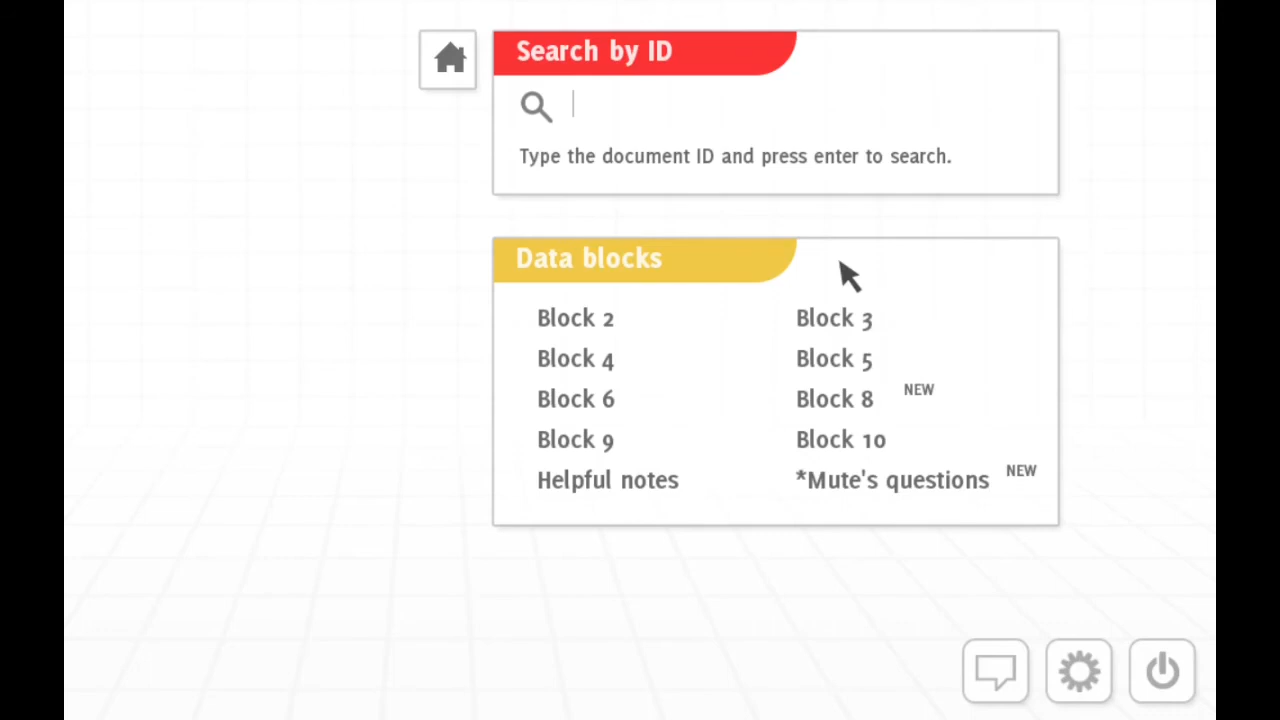 Search by ID
Type the document ID and press enter to search.
Data blocks
Block 2
Block 3
Block 4
Block 5
Block 6
Block 8 NEW
Block 9
Block 10
Helpful notes
*Mute's questions NEW